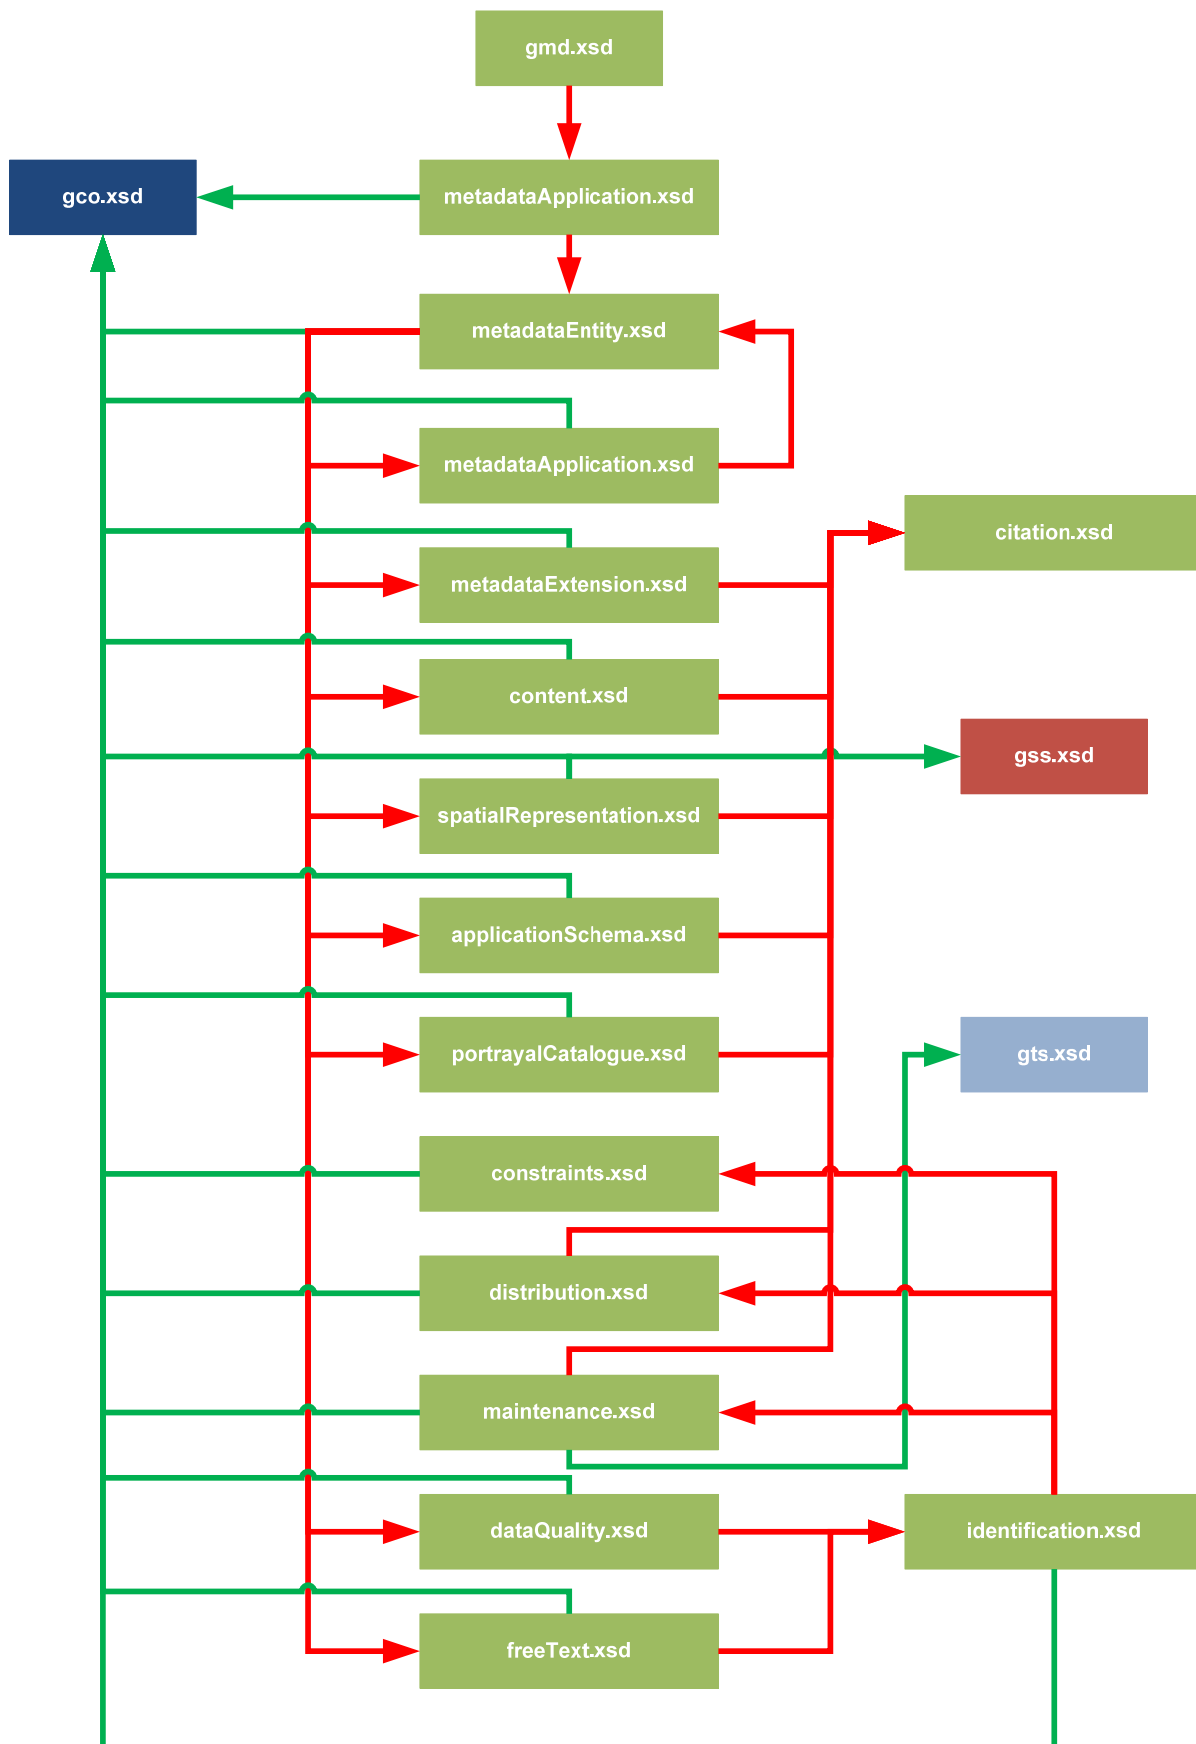 gmd.xsd
gco.xsd
metadataApplication.xsd
metadataEntity.xsd
metadataApplication.xsd
citation.xsd
metadataExtension.xsd
content.xsd
gss.xsd
spatialRepresentation.xsd
applicationSchema.xsd
portrayalCatalogue.xsd
gts.xsd
constraints.xsd
distribution.xsd
maintenance.xsd
dataQuality.xsd
identification.xsd
freeText.xsd